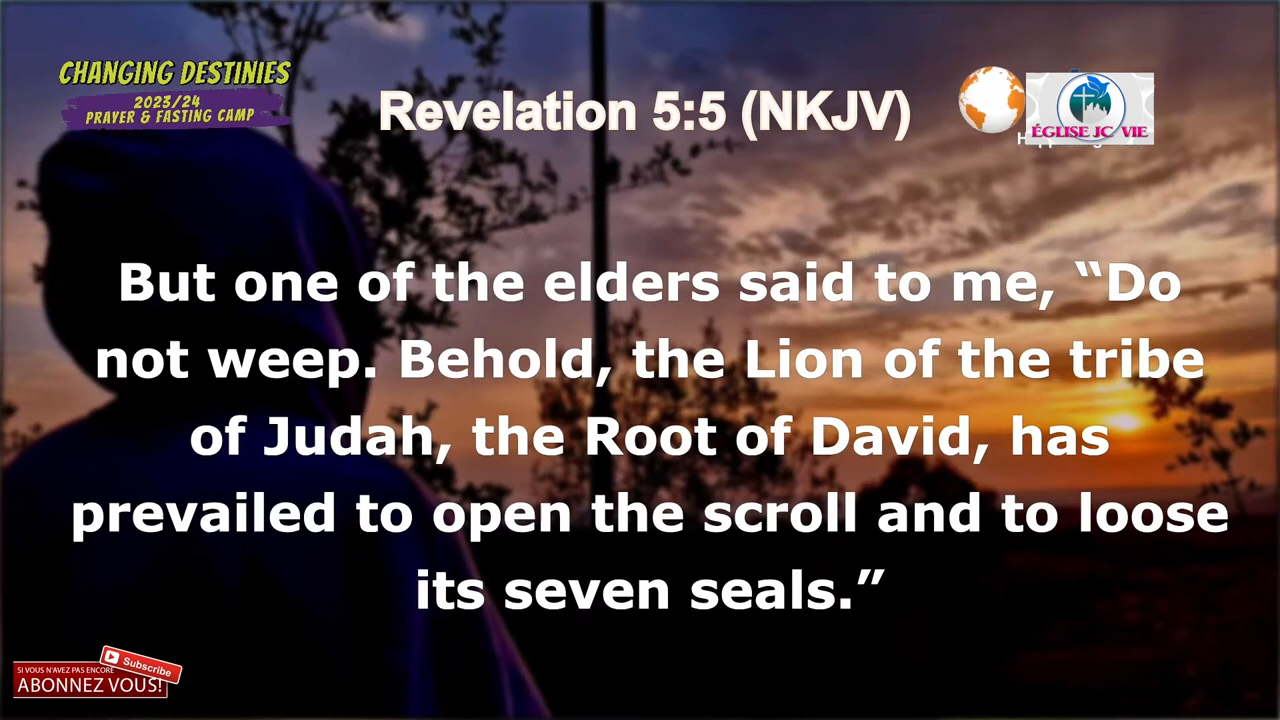 CHANGING DESTINIES
2023/24
PRAYER & FASTING CAMP
Revelation 5:5 (NKJV)
ÉGLISE JC VIE
But one of the elders said to me, “Do
not weep. Behold, the Lion of the tribe
of Judah, the Root of David, has
prevailed to open the scroll and to loose
its seven seals.”
SI VOUS N'AVEZ PAS ENCORE
Subscribe
ABONNEZ VOUS!